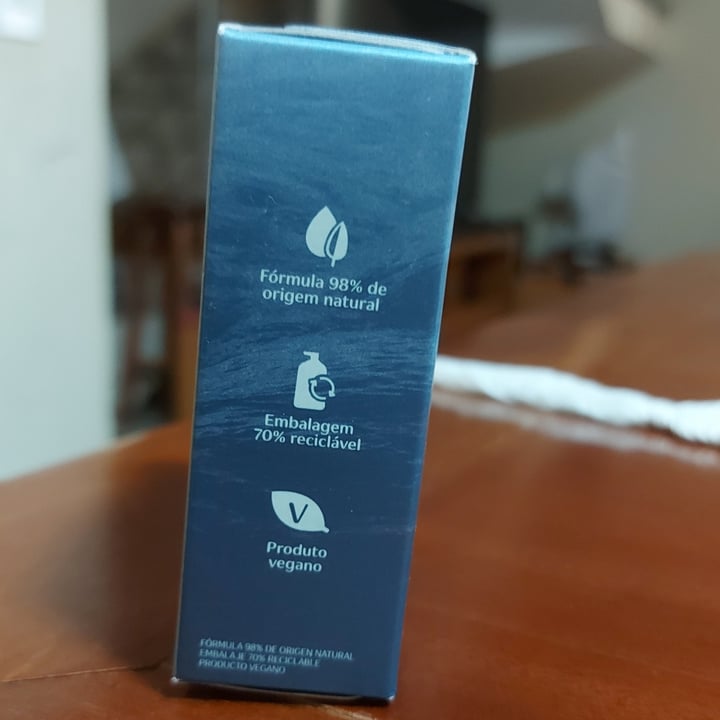 Fórmula 98% de
origem natural
Embalagem
70% reciclável
V
Produto
vegano
FÓRMULA 98% DE ORIGEN NATURAL
EMBALAJE 70% RECICLABLE
PRODUCTO VEGANO